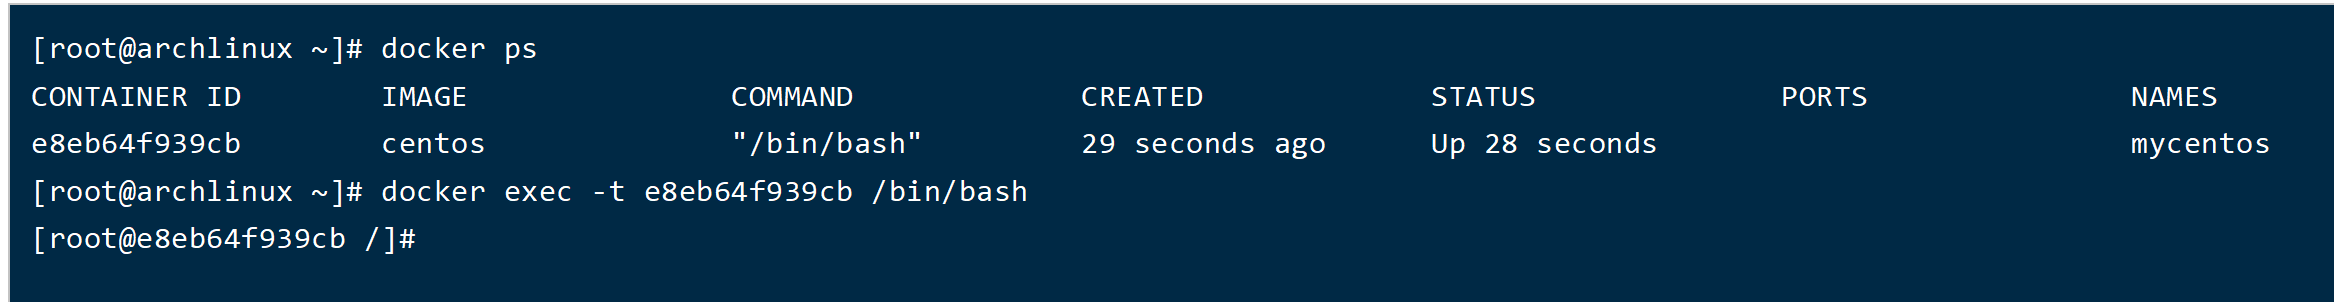 [root@archlinux ~]# docker ps
CONTAINER ID        IMAGE               COMMAND             CREATED             STATUS              PORTS               NAMES
e8eb64f939cb        centos              "/bin/bash"         29 seconds ago      Up 28 seconds                           mycentos
[root@archlinux ~]# docker exec -t e8eb64f939cb /bin/bash
[root@e8eb64f939cb /]#